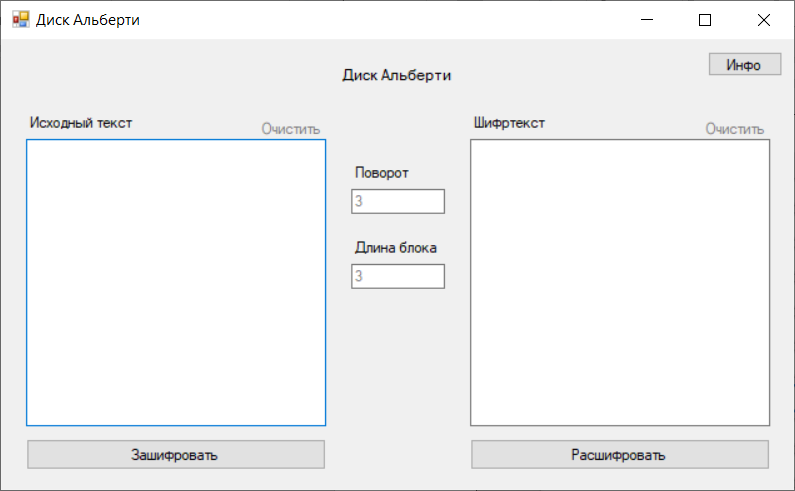 Диск Альберти
Диск Альберти
Инфо
Исходный текст
Очистить
Поворот
3
Длина блока
3
Шифртекст
Очистить
Зашифровать
Расшифровать